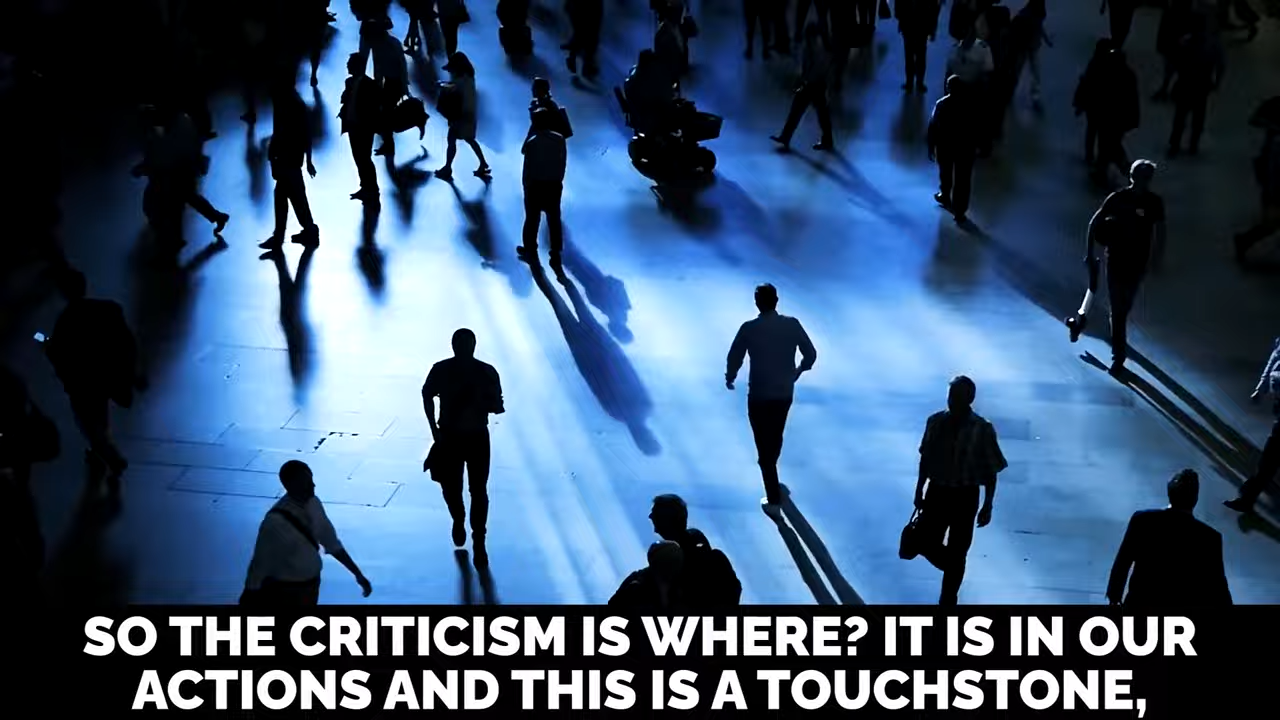 SO THE CRITICISM IS WHERE? IT IS IN OUR
ACTIONS AND THIS IS A TOUCHSTONE,